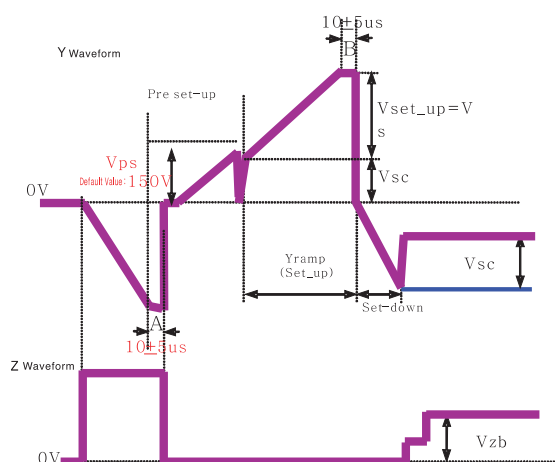 10±5us
B
Y Waveform
Pre set-up
Vset_up=V
s
Vps
Default Value: 150V
Vsc
0V
Yramp
(Set_up)
Vsc
Set-down
A
10±5us
Z Waveform
Vzb
0V